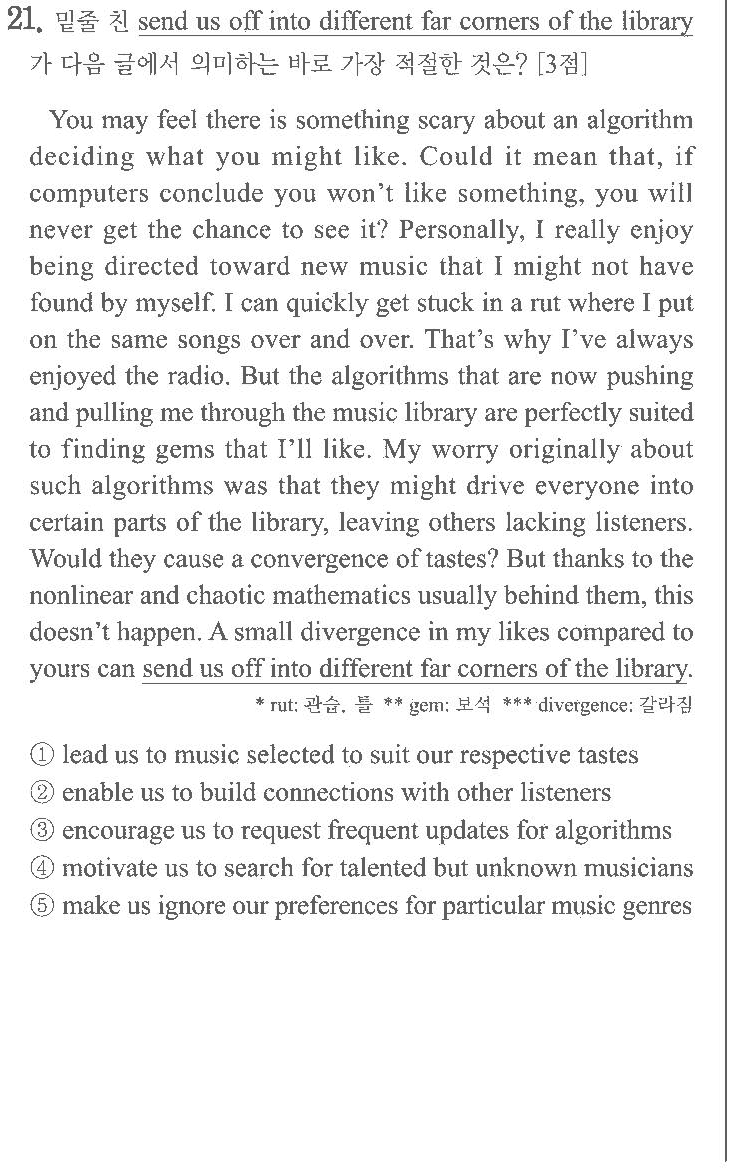 21. 밑줄 친 send us off into different far corners of the library
가 다음 글에서 의미하는 바로 가장 적절한 것은? [3점]
You may feel there is something scary about an algorithm
deciding what you might like. Could it mean that, if
computers conclude you won't like something, you will
never get the chance to see it? Personally, I really enjoy
being directed toward new music that I might not have
found by myself. I can quickly get stuck in a rut where I put
on the same songs over and over. That's why I've always
enjoyed the radio. But the algorithms that are now pushing
and pulling me through the music library are perfectly suited
to finding gems that I'll like. My worry originally about
such algorithms was that they might drive everyone into
certain parts of the library, leaving others lacking listeners.
Would they cause a convergence of tastes? But thanks to the
nonlinear and chaotic mathematics usually behind them, this
doesn't happen. A small divergence in my likes compared to
yours can send us off into different far corners of the library.
* rut: 관습, 틀 ** gem: 보석 *** divergence: 갈라짐
① lead us to music selected to suit our respective tastes
② enable us to build connections with other listeners
③ encourage us to request frequent updates for algorithms
④ motivate us to search for talented but unknown musicians
⑤ make us ignore our preferences for particular music genres